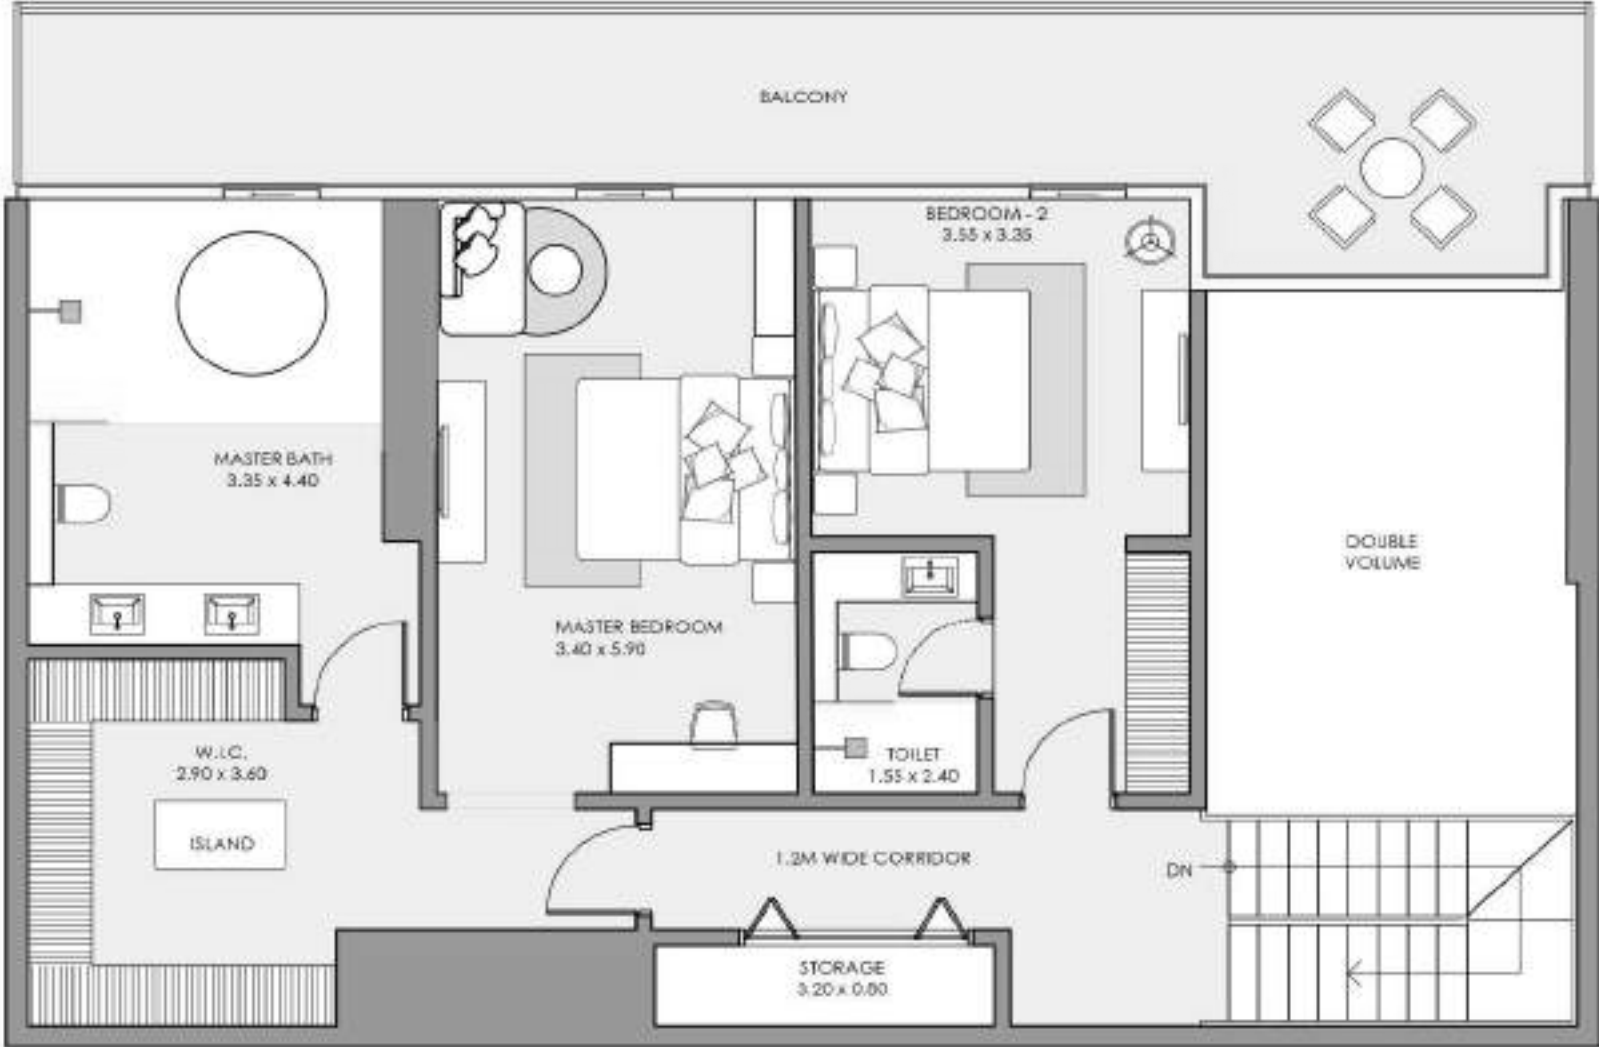 BALCONY
BEDROOM - 2
3.55 x 3.35
MASTER BATH
3.35 x 4.40
DOUBLE
VOLUME
MASTER BEDROOM
3.40 x 5.90
W.I.C.
2.90 x 3.60
TOILET
1.55 x 2.40
ISLAND
1.2M WIDE CORRIDOR
DN
STORAGE
3.20 x 0.80